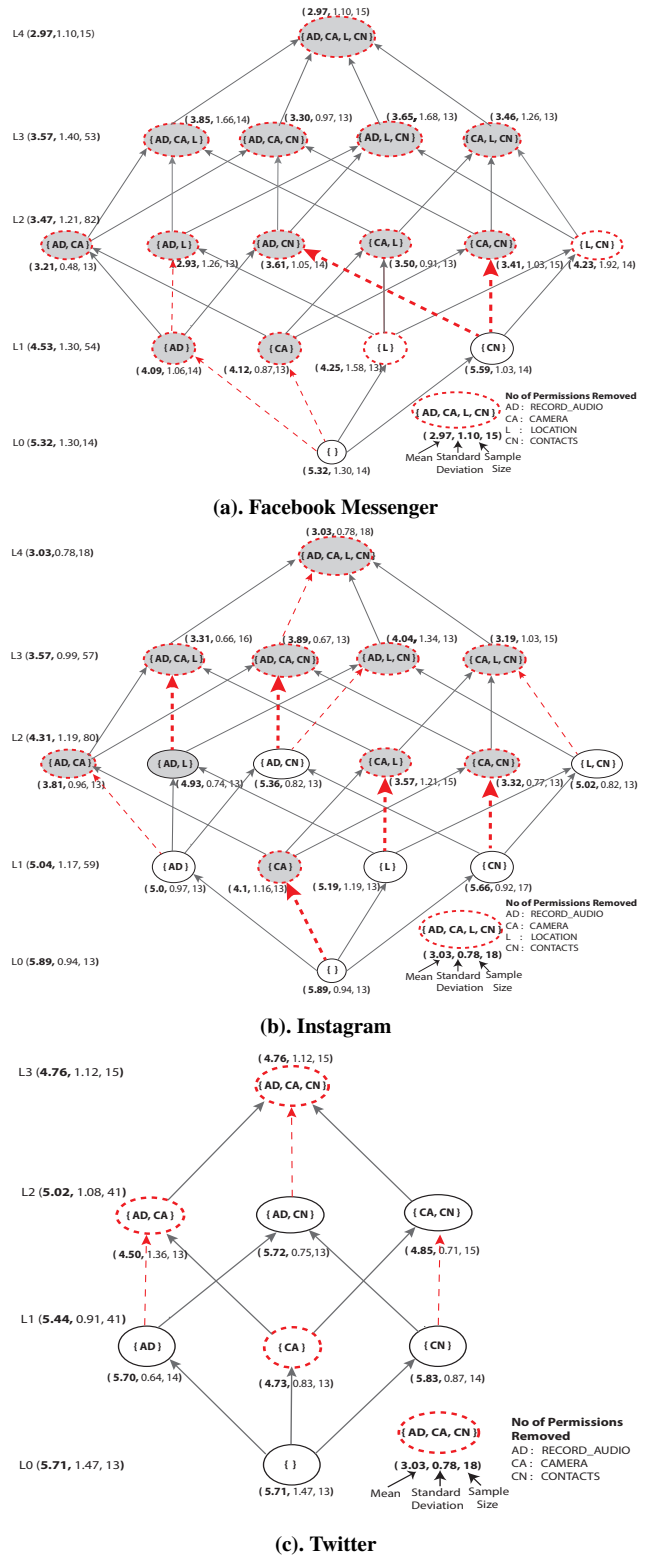 ( 2.97, 1.10, 15)
L4 (2.97,1.10,15)
{ AD, CA, L, CN }
( 3.85, 1.66,14)
( 3.30, 0.97, 13)
( 3.65, 1.68, 13)
( 3.46, 1.26, 13)
L3 (3.57, 1.40, 53)
{ AD, CA, L }
{ AD, CA, CN }
{ AD, L, CN }
{ CA, L, CN }
L2 (3.47, 1.21, 82)
{ AD, CA }
{ AD, L }
{ AD, CN }
{ CA, L }
{ CA, CN }
{ L, CN }
( 3.21, 0.48, 13)
( 2.93, 1.26, 13)
( 3.61, 1.05, 14)
( 3.50, 0.91, 13)
( 3.41, 1.03, 15)
( 4.23, 1.92, 14)
L1 (4.53, 1.30, 54)
{ AD }
{ CA }
{ L }
{ CN }
( 4.09, 1.06,14)
( 4.12, 0.87,13)
( 4.25, 1.58, 13)
( 5.59, 1.03, 14)
L0 (5.32, 1.30,14)
{ }
( 5.32, 1.30, 14)
No of Permissions Removed
AD : RECORD_AUDIO
CA : CAMERA
L : LOCATION
CN : CONTACTS
{ AD, CA, L, CN }
( 2.97, 1.10, 15)
Mean Standard Deviation Sample Size
(a). Facebook Messenger
( 3.03, 0.78, 18)
L4 (3.03,0.78,18)
{ AD, CA, L, CN }
( 3.31, 0.66, 16)
( 3.89, 0.67, 13)
( 4.04, 1.34, 13)
( 3.19, 1.03, 15)
L3 (3.57, 0.99, 57)
{ AD, CA, L }
{ AD, CA, CN }
{ AD, L, CN }
{ CA, L, CN }
L2 (4.31, 1.19, 80)
{ AD, CA }
{ AD, L }
{ AD, CN }
{ CA, L }
{ CA, CN }
{ L, CN }
( 3.81, 0.96, 13)
( 4.93, 0.74, 13)
( 5.36, 0.82, 13)
( 3.57, 1.21, 15)
( 3.32, 0.77, 13)
( 5.02, 0.82, 13)
L1 (5.04, 1.17, 59)
{ AD }
{ CA }
{ L }
{ CN }
( 5.0, 0.97, 13)
( 4.1, 1.16,13)
( 5.19, 1.19, 13)
( 5.66, 0.92, 17)
L0 (5.89, 0.94, 13)
{ }
( 5.89, 0.94, 13)
No of Permissions Removed
AD : RECORD_AUDIO
CA : CAMERA
L : LOCATION
CN : CONTACTS
{ AD, CA, L, CN }
( 3.03, 0.78, 18)
Mean Standard Deviation Sample Size
(b). Instagram
( 4.76, 1.12, 15)
L3 (4.76, 1.12, 15)
{ AD, CA, CN }
L2 (5.02, 1.08, 41)
{ AD, CA }
{ AD, CN }
{ CA, CN }
( 4.50, 1.36, 13)
( 5.72, 0.75,13)
( 4.85, 0.71, 15)
L1 (5.44, 0.91, 41)
{ AD }
{ CA }
{ CN }
( 5.70, 0.64, 14)
( 4.73, 0.83, 13)
( 5.83, 0.87, 14)
L0 (5.71, 1.47, 13)
{ }
( 5.71, 1.47, 13)
No of Permissions
Removed
AD : RECORD_AUDIO
CA : CAMERA
CN : CONTACTS
{ AD, CA, CN }
( 3.03, 0.78, 18)
Mean Standard Deviation Sample Size
(c). Twitter